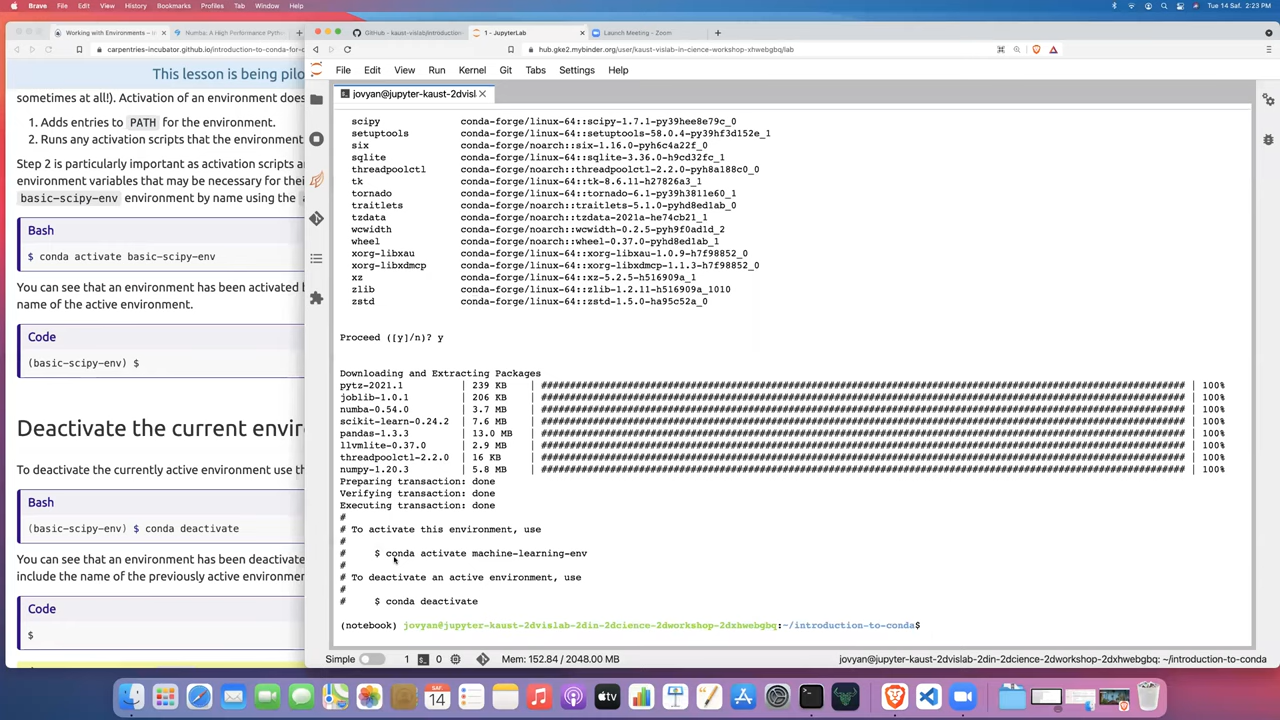 Brave File Edit View History Bookmarks Profiles Tab Window Help
Tue 14 Saf. 2:23 PM
Working with Environments –
Numba: A High Performance Pyth
carpentries-incubator.github.io/introduction-to-conda-for-d
This lesson is being pilo
sometimes at all!). Activation of an environment does
1. Adds entries to PATH for the environment.
2. Runs any activation scripts that the environment
Step 2 is particularly important as activation scripts a
environment variables that may be necessary for their
basic-scipy-env environment by name using the
Bash
$ conda activate basic-scipy-env
You can see that an environment has been activated b
name of the active environment.
Code
(basic-scipy-env) $
Deactivate the current envir
To deactivate the currently active environment use th
Bash
(basic-scipy-env) $ conda deactivate
You can see that an environment has been deactivate
include the name of the previously active environmen
Code
$
GitHub - kaust-vislab/introduction-
1 - JupyterLab
Launch Meeting - Zoom
hub.gke2.mybinder.org/user/kaust-vislab-in-cience-workshop-xhwebgbq/lab
File Edit View Run Kernel Git Tabs Settings Help
jovyan@jupyter-kaust-2dvisl
scipy conda-forge/linux-64::scipy-1.7.1-py39hee8e79c_0
setuptools conda-forge/linux-64::setuptools-58.0.4-py39hf3d152e_1
six conda-forge/noarch::six-1.16.0-pyh6c4a22f_0
sqlite conda-forge/linux-64::sqlite-3.36.0-h9cd32fc_1
threadpoolctl conda-forge/noarch::threadpoolctl-2.2.0-pyh8a188c0_0
tk conda-forge/linux-64::tk-8.6.11-h27826a3_1
tornado conda-forge/linux-64::tornado-6.1-py39h3811e60_1
traitlets conda-forge/noarch::traitlets-5.1.0-pyhd8ed1ab_0
tzdata conda-forge/noarch::tzdata-2021a-he74cb21_1
wcwidth conda-forge/noarch::wcwidth-0.2.5-pyh9f0ad1d_2
wheel conda-forge/noarch::wheel-0.37.0-pyhd8ed1ab_1
xorg-libxau conda-forge/linux-64::xorg-libxau-1.0.9-h7f98852_0
xorg-libxdmcp conda-forge/linux-64::xorg-libxdmcp-1.1.3-h7f98852_0
xz conda-forge/linux-64::xz-5.2.5-h516909a_1
zlib conda-forge/linux-64::zlib-1.2.11-h516909a_1010
zstd conda-forge/linux-64::zstd-1.5.0-ha95c52a_0
Proceed ([y]/n)? y
Downloading and Extracting Packages
pytz-2021.1 | 239 KB | 100%
joblib-1.0.1 | 206 KB | 100%
numba-0.54.0 | 3.7 MB | 100%
scikit-learn-0.24.2 | 7.6 MB | 100%
pandas-1.3.3 | 13.0 MB | 100%
llvmlite-0.37.0 | 2.9 MB | 100%
threadpoolctl-2.2.0 | 16 KB | 100%
numpy-1.20.3 | 5.8 MB | 100%
Preparing transaction: done
Verifying transaction: done
Executing transaction: done
#
# To activate this environment, use
#
# $ conda activate machine-learning-env
#
# To deactivate an active environment, use
#
# $ conda deactivate
(notebook) jovyan@jupyter-kaust-2dvislab-2din-2dcience-2dworkshop-2dxhwebgbq:~/introduction-to-conda$
Simple 1 0 Mem: 152.84 / 2048.00 MB
jovyan@jupyter-kaust-2dvislab-2din-2dcience-2dworkshop-2dxhwebgbq: ~/introduction-to-conda
SAF.
14
tv